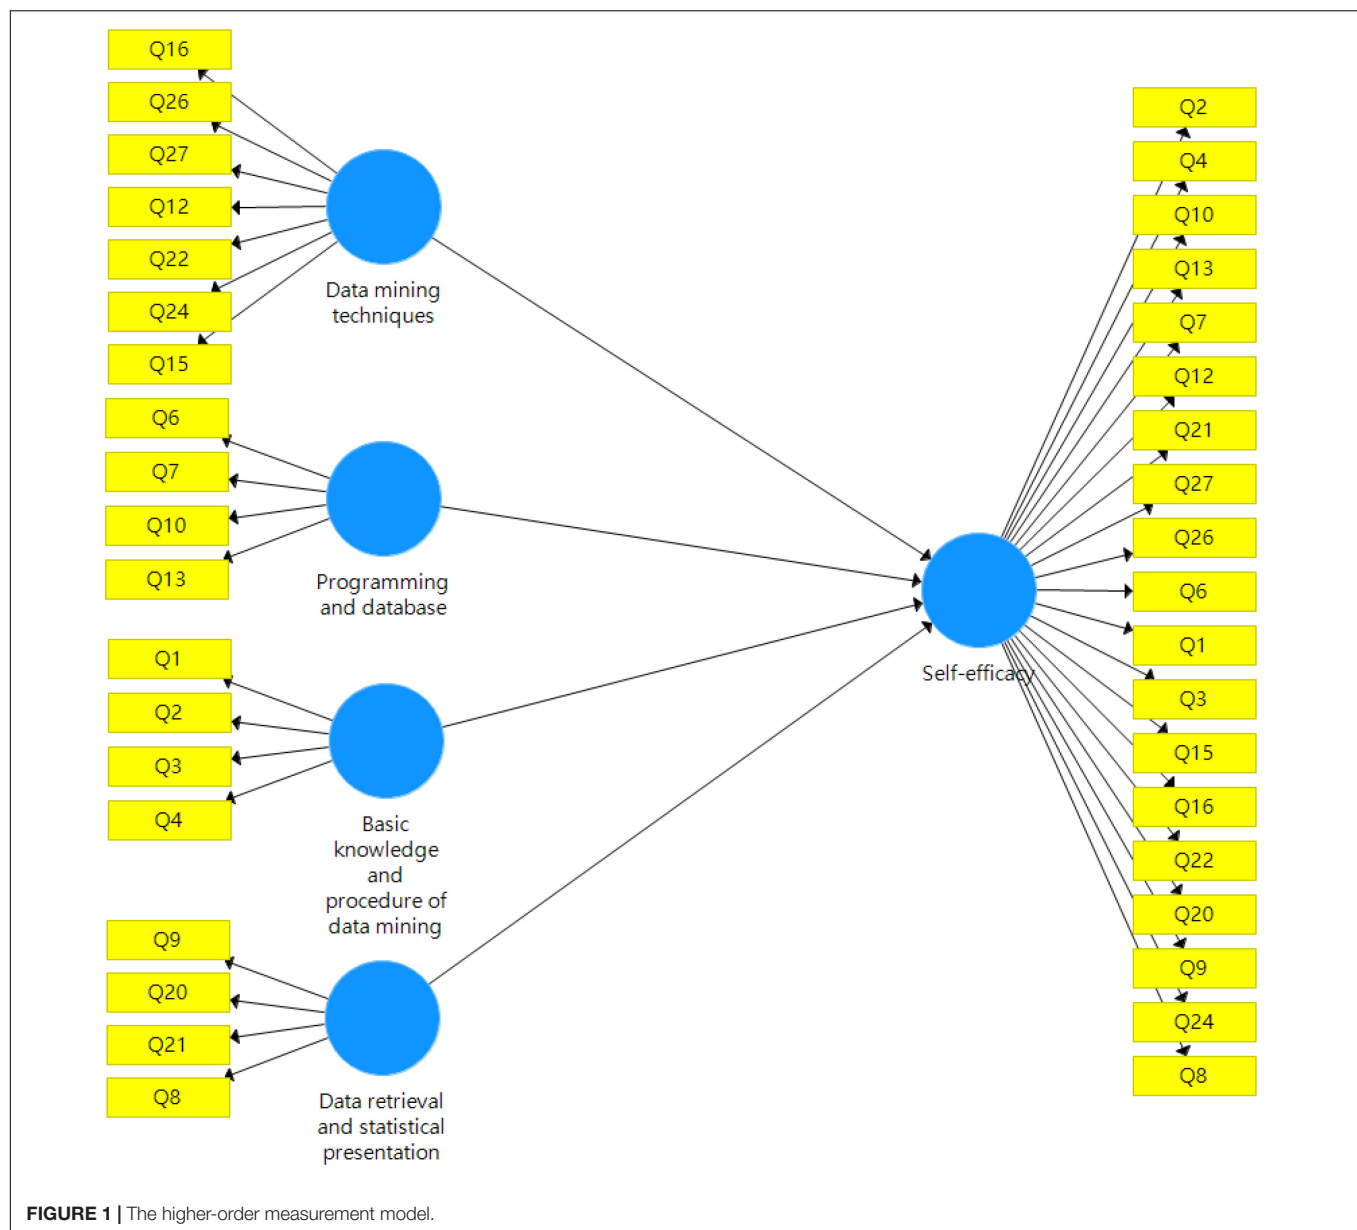 Q16
Q26
Q27
Q12
Q22
Q24
Q15
Data mining
techniques
Q6
Q7
Q10
Q13
Programming
and database
Q1
Q2
Q3
Q4
Basic
knowledge
and
procedure of
data mining
Q9
Q20
Q21
Q8
Data retrieval
and statistical
presentation
Self-efficacy
Q2
Q4
Q10
Q13
Q7
Q12
Q21
Q27
Q26
Q6
Q1
Q3
Q15
Q16
Q22
Q20
Q9
Q24
Q8
FIGURE 1 | The higher-order measurement model.